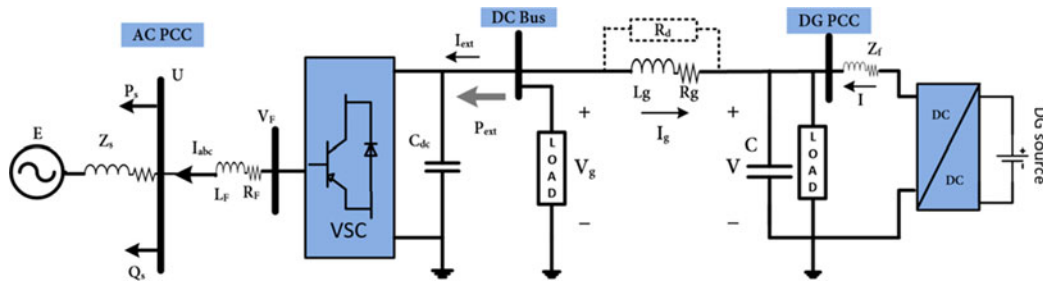 AC PCC
U
E
Zs
Ps
Qs
Iabc
LF
RF
VF
VSC
Cdc
Iext
Pext
DC Bus
LOAD
+
Vg
−
Rd
Lg
Rg
Ig
+
V
−
C
LOAD
DG PCC
Zf
I
DC
DC
+
-
DG source